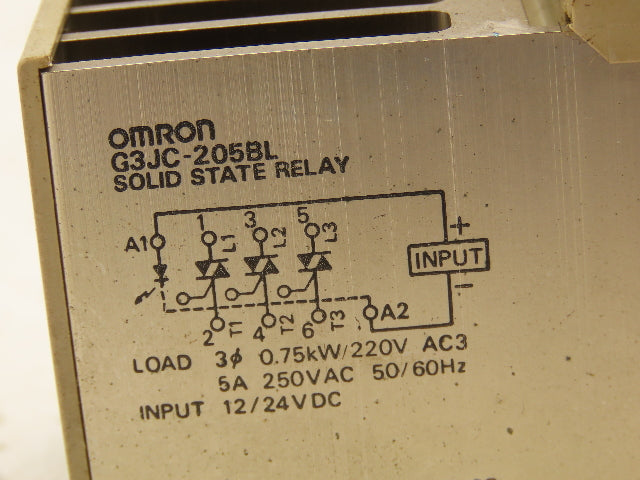 OMRON
G3JC-205BL
SOLID STATE RELAY
1 3 5 +
A1 L1 L2 L3
INPUT
−
A2
2 T1 4 T2 6 T3
LOAD 3ϕ 0.75kW/220V AC3
5A 250VAC 50/60Hz
INPUT 12/24VDC